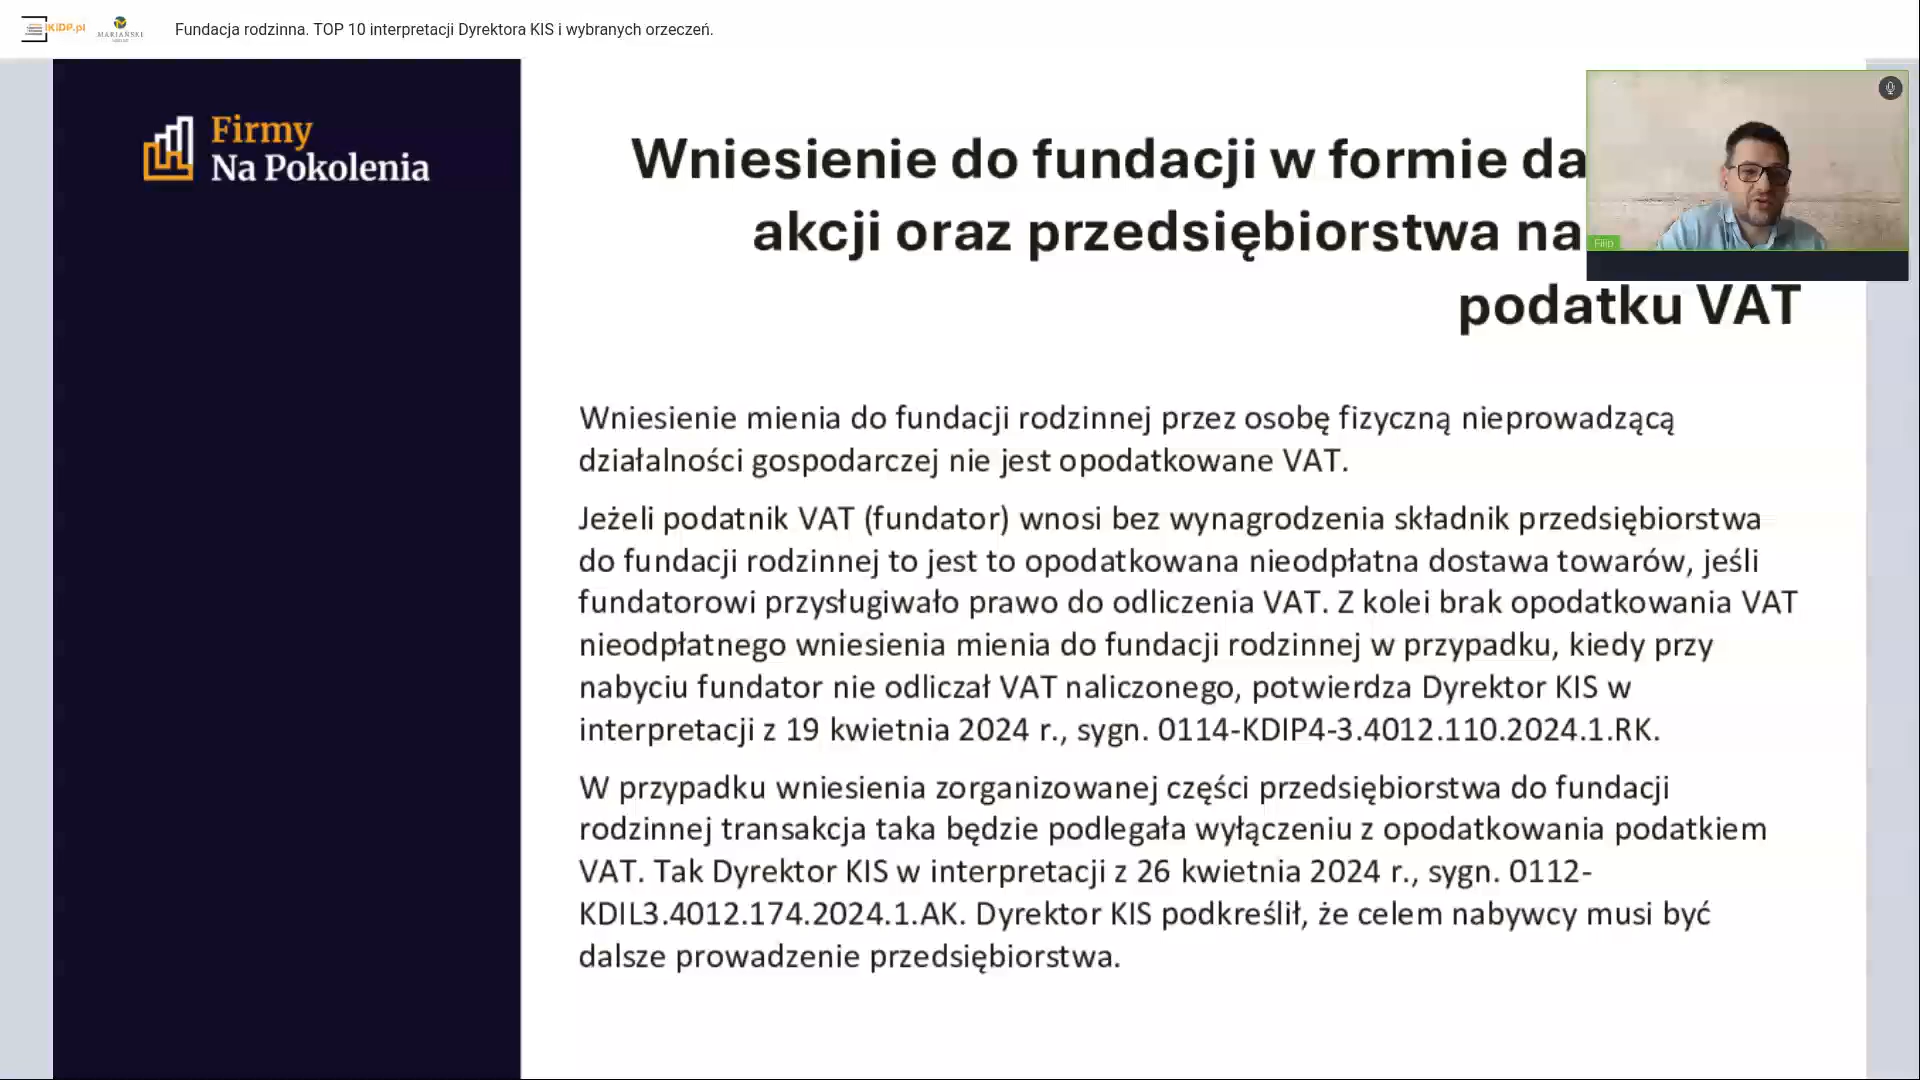 iKiDP.pl
MARIAŃSKI
Fundacja rodzinna. TOP 10 interpretacji Dyrektora KIS i wybranych orzeczeń.
Firmy
Na Pokolenia
Wniesienie do fundacji w formie da
akcji oraz przedsiębiorstwa na
podatku VAT
Filip
Wniesienie mienia do fundacji rodzinnej przez osobę fizyczną nieprowadzącą
działalności gospodarczej nie jest opodatkowane VAT.
Jeżeli podatnik VAT (fundator) wnosi bez wynagrodzenia składnik przedsiębiorstwa
do fundacji rodzinnej to jest to opodatkowana nieodpłatna dostawa towarów, jeśli
fundatorowi przysługiwało prawo do odliczenia VAT. Z kolei brak opodatkowania VAT
nieodpłatnego wniesienia mienia do fundacji rodzinnej w przypadku, kiedy przy
nabyciu fundator nie odliczał VAT naliczonego, potwierdza Dyrektor KIS w
interpretacji z 19 kwietnia 2024 r., sygn. 0114-KDIP4-3.4012.110.2024.1.RK.
W przypadku wniesienia zorganizowanej części przedsiębiorstwa do fundacji
rodzinnej transakcja taka będzie podlegała wyłączeniu z opodatkowania podatkiem
VAT. Tak Dyrektor KIS w interpretacji z 26 kwietnia 2024 r., sygn. 0112-
KDIL3.4012.174.2024.1.AK. Dyrektor KIS podkreślił, że celem nabywcy musi być
dalsze prowadzenie przedsiębiorstwa.